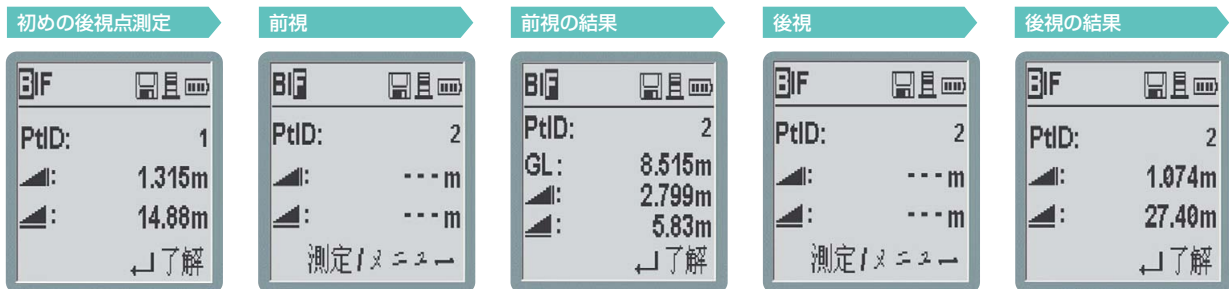 初めの後視点測定
BIF
PtID: 1
: 1.315m
: 14.88m
了解
前視
BIF
PtID: 2
: ---m
: ---m
測定/メニュー
前視の結果
BIF
PtID: 2
GL: 8.515m
: 2.799m
: 5.83m
了解
後視
BIF
PtID: 2
: ---m
: ---m
測定/メニュー
後視の結果
BIF
PtID: 2
: 1.074m
: 27.40m
了解